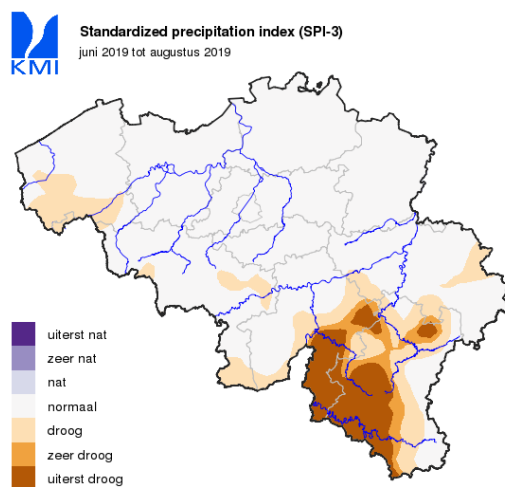 Standardized precipitation index (SPI-3)
juni 2019 tot augustus 2019
KMI
uiterst nat
zeer nat
nat
normaal
droog
zeer droog
uiterst droog